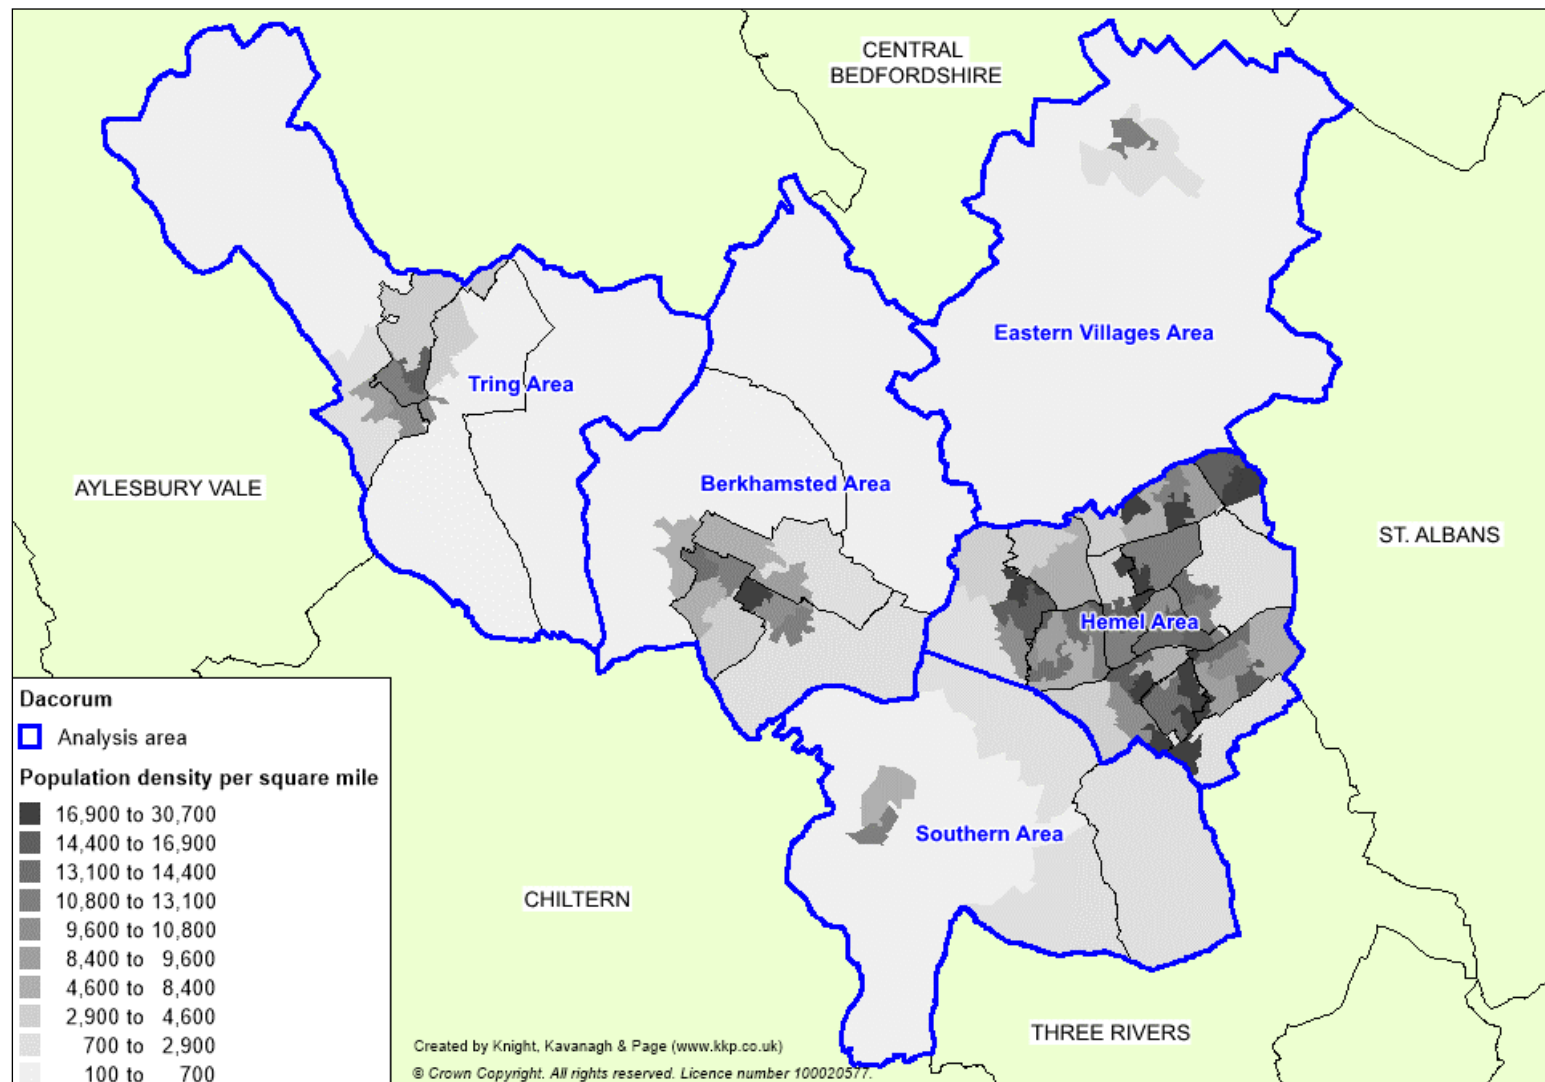 CENTRAL
BEDFORDSHIRE
Eastern Villages Area
Tring Area
Berkhamsted Area
AYLESBURY VALE
ST. ALBANS
Hemel Area
Southern Area
CHILTERN
THREE RIVERS
Dacorum
Analysis area
Population density per square mile
16,900 to 30,700
14,400 to 16,900
13,100 to 14,400
10,800 to 13,100
9,600 to 10,800
8,400 to 9,600
4,600 to 8,400
2,900 to 4,600
700 to 2,900
100 to 700
Created by Knight, Kavanagh & Page (www.kkp.co.uk)
© Crown Copyright. All rights reserved. Licence number 100020577.